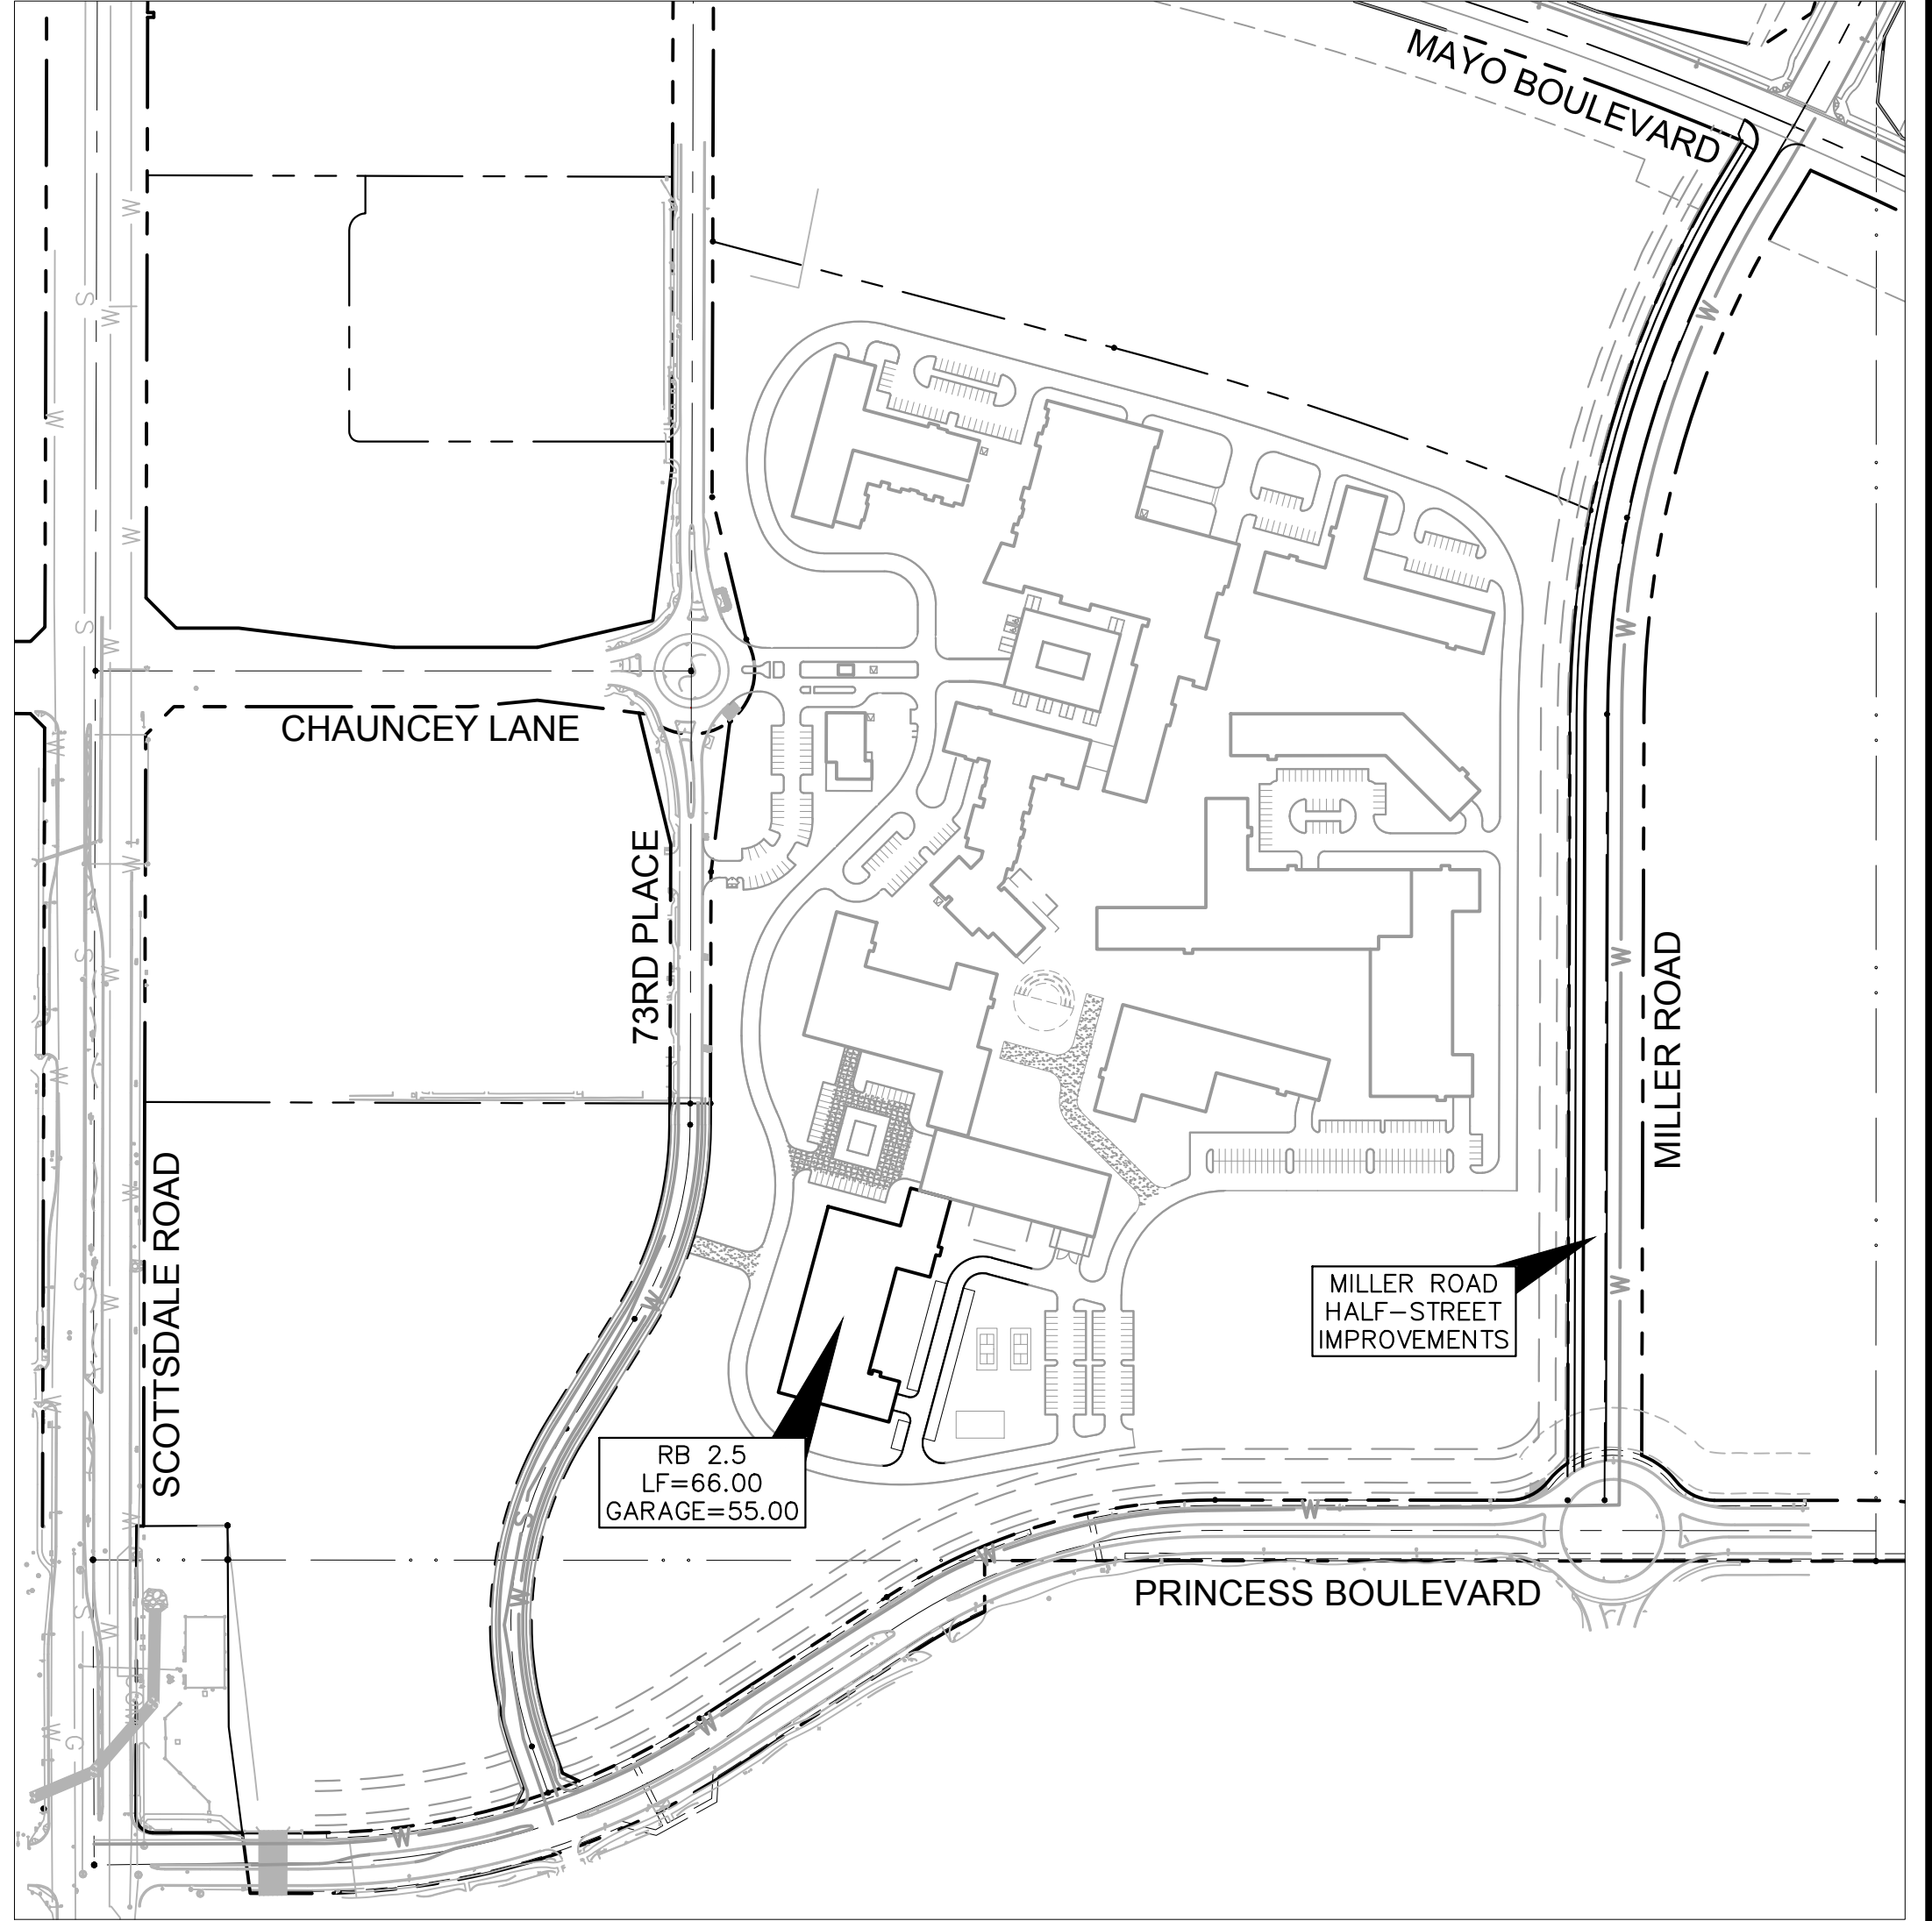 MAYO BOULEVARD
CHAUNCEY LANE
73RD PLACE
MILLER ROAD
SCOTTSDALE ROAD
MILLER ROAD
HALF-STREET
IMPROVEMENTS
RB 2.5
LF=66.00
GARAGE=55.00
PRINCESS BOULEVARD
W
W
W
W
W
W
W
W
W
W
W
S
S
S
S
S
S
S
G